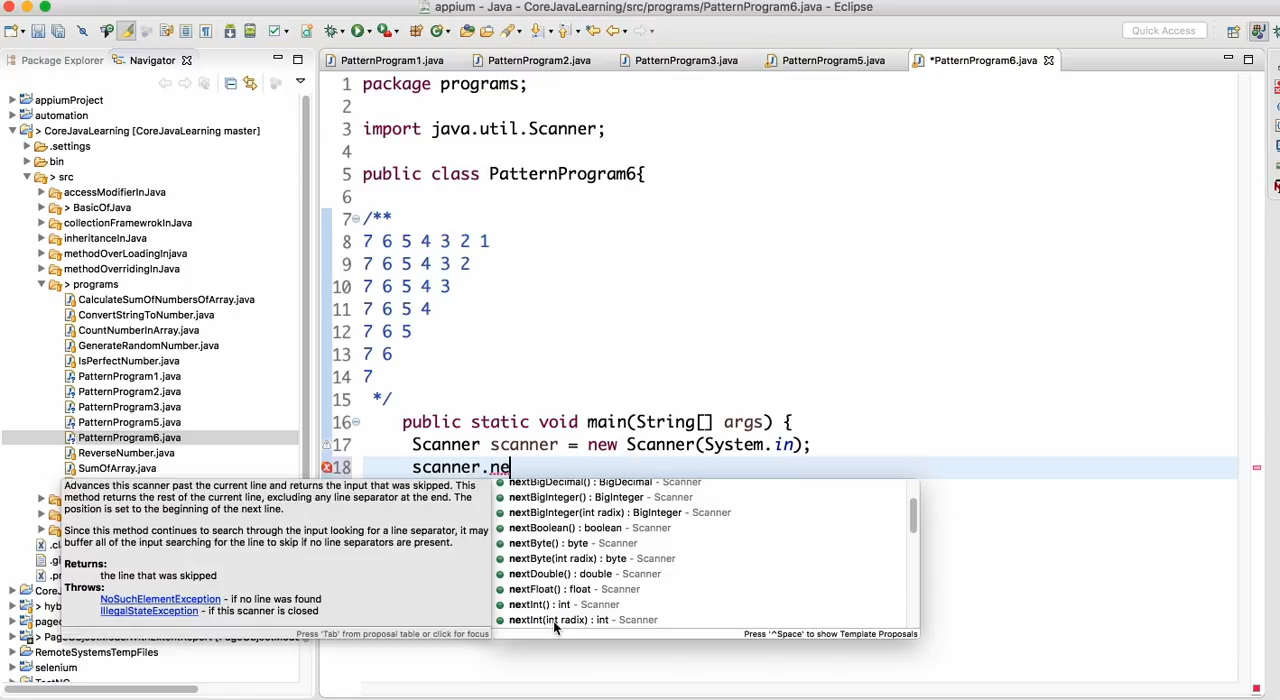 appium - Java - CoreJavaLearning/src/programs/PatternProgram6.java - Eclipse
Quick Access
Package Explorer
Navigator
PatternProgram1.java
PatternProgram2.java
PatternProgram3.java
PatternProgram5.java
*PatternProgram6.java
appiumProject
automation
> CoreJavaLearning [CoreJavaLearning master]
.settings
bin
> src
accessModifierInJava
> BasicOfJava
collectionFramewrokInJava
inheritanceInJava
methodOverLoadingInjava
methodOverridingInJava
> programs
CalculateSumOfNumbersOfArray.java
ConvertStringToNumber.java
CountNumberInArray.java
GenerateRandomNumber.java
IsPerfectNumber.java
PatternProgram1.java
PatternProgram2.java
PatternProgram3.java
PatternProgram5.java
PatternProgram6.java
ReverseNumber.java
SumOfArray.java
RemoteSystemsTempFiles
selenium
1 package programs;
2
3 import java.util.Scanner;
4
5 public class PatternProgram6{
6
7 /**
8 7 6 5 4 3 2 1
9 7 6 5 4 3 2
10 7 6 5 4 3
11 7 6 5 4
12 7 6 5
13 7 6
14 7
15 */
16 public static void main(String[] args) {
17 Scanner scanner = new Scanner(System.in);
18 scanner.ne
Advances this scanner past the current line and returns the input that was skipped. This
method returns the rest of the current line, excluding any line separator at the end. The
position is set to the beginning of the next line.
Since this method continues to search through the input looking for a line separator, it may
buffer all of the input searching for the line to skip if no line separators are present.
Returns:
the line that was skipped
Throws:
NoSuchElementException - if no line was found
IllegalStateException - if this scanner is closed
Press 'Tab' from proposal table or click for focus
nextBigDecimal() : BigDecimal - Scanner
nextBigInteger() : BigInteger - Scanner
nextBigInteger(int radix) : BigInteger - Scanner
nextBoolean() : boolean - Scanner
nextByte() : byte - Scanner
nextByte(int radix) : byte - Scanner
nextDouble() : double - Scanner
nextFloat() : float - Scanner
nextInt() : int - Scanner
nextInt(int radix) : int - Scanner
Press '^Space' to show Template Proposals